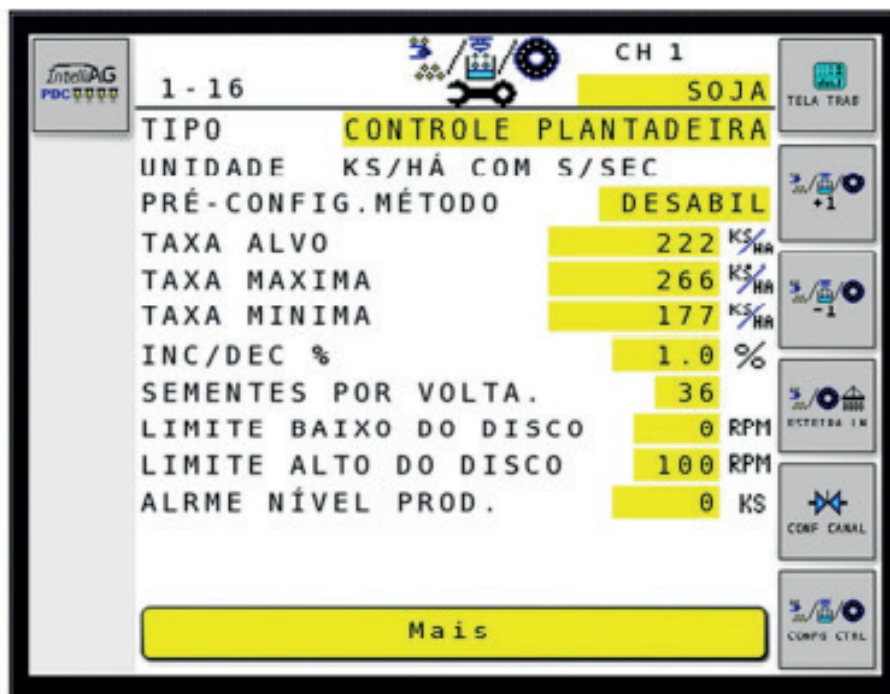 IntelliAG
PDC
CH 1
1-16
SOJA
TELA TRAB
TIPO CONTROLE PLANTADEIRA
UNIDADE KS/HÁ COM S/SEC
PRÉ-CONFIG.MÉTODO DESABIL
+1
TAXA ALVO 222 KS/HA
TAXA MAXIMA 266 KS/HA
TAXA MINIMA 177 KS/HA
-1
INC/DEC % 1.0 %
SEMENTES POR VOLTA. 36
LIMITE BAIXO DO DISCO 0 RPM
LIMITE ALTO DO DISCO 100 RPM
ALRME NÍVEL PROD. 0 KS
CONF CANAL
Mais
CONFG CTRL